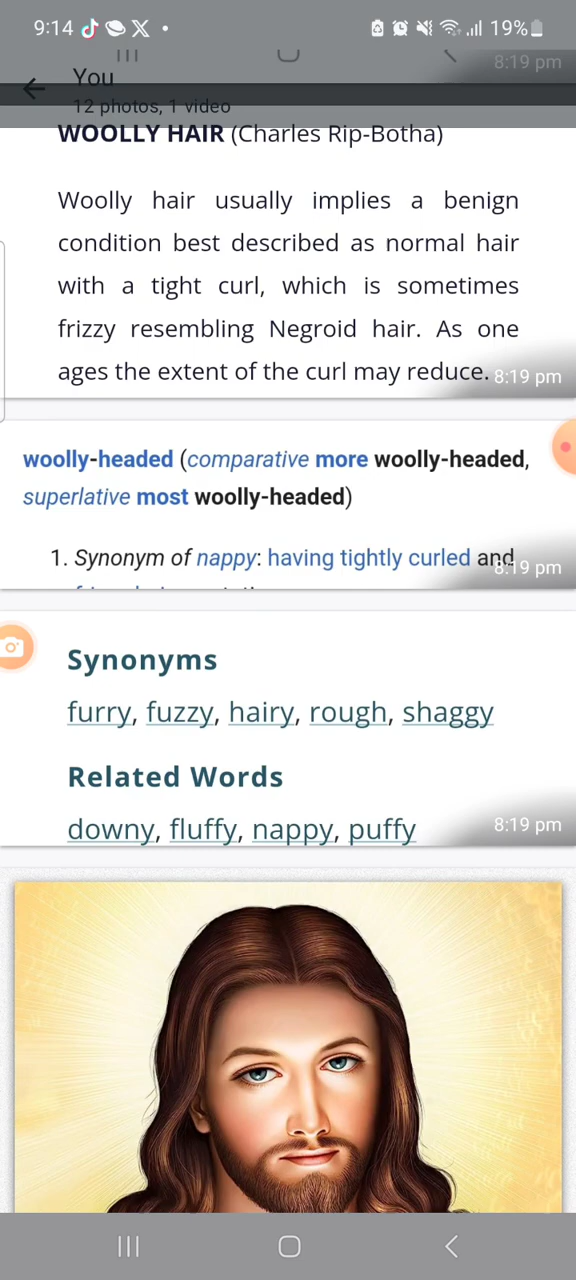 9:14
19%
8:19 pm
You
12 photos, 1 video
WOOLLY HAIR (Charles Rip-Botha)
Woolly hair usually implies a benign
condition best described as normal hair
with a tight curl, which is sometimes
frizzy resembling Negroid hair. As one
ages the extent of the curl may reduce. 8:19 pm
woolly-headed (comparative more woolly-headed,
superlative most woolly-headed)
1. Synonym of nappy: having tightly curled and
8:19 pm
Synonyms
furry, fuzzy, hairy, rough, shaggy
Related Words
downy, fluffy, nappy, puffy
8:19 pm